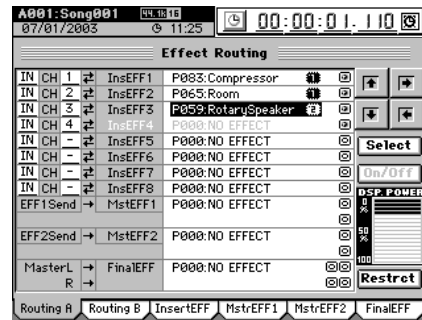 A001:Song001 44.1k 16
07/01/2003 11:25 00:00:01.110
Effect Routing
IN CH 1 ⇄ InsEFF1 P083:Compressor 1
IN CH 2 ⇄ InsEFF2 P065:Room
IN CH 3 ⇄ InsEFF3 P059:RotarySpeaker 2
IN CH 4 ⇄ InsEFF4 P000:NO EFFECT
IN CH - ⇄ InsEFF5 P000:NO EFFECT
IN CH - ⇄ InsEFF6 P000:NO EFFECT
IN CH - ⇄ InsEFF7 P000:NO EFFECT
IN CH - ⇄ InsEFF8 P000:NO EFFECT
EFF1Send → MstEFF1 P000:NO EFFECT
EFF2Send → MstEFF2 P000:NO EFFECT
MasterL → FinalEFF P000:NO EFFECT
R →
Select
On/Off
DSP POWER
0
%
50
%
100
Restrct
Routing A Routing B InsertEFF MstrEFF1 MstrEFF2 FinalEFF